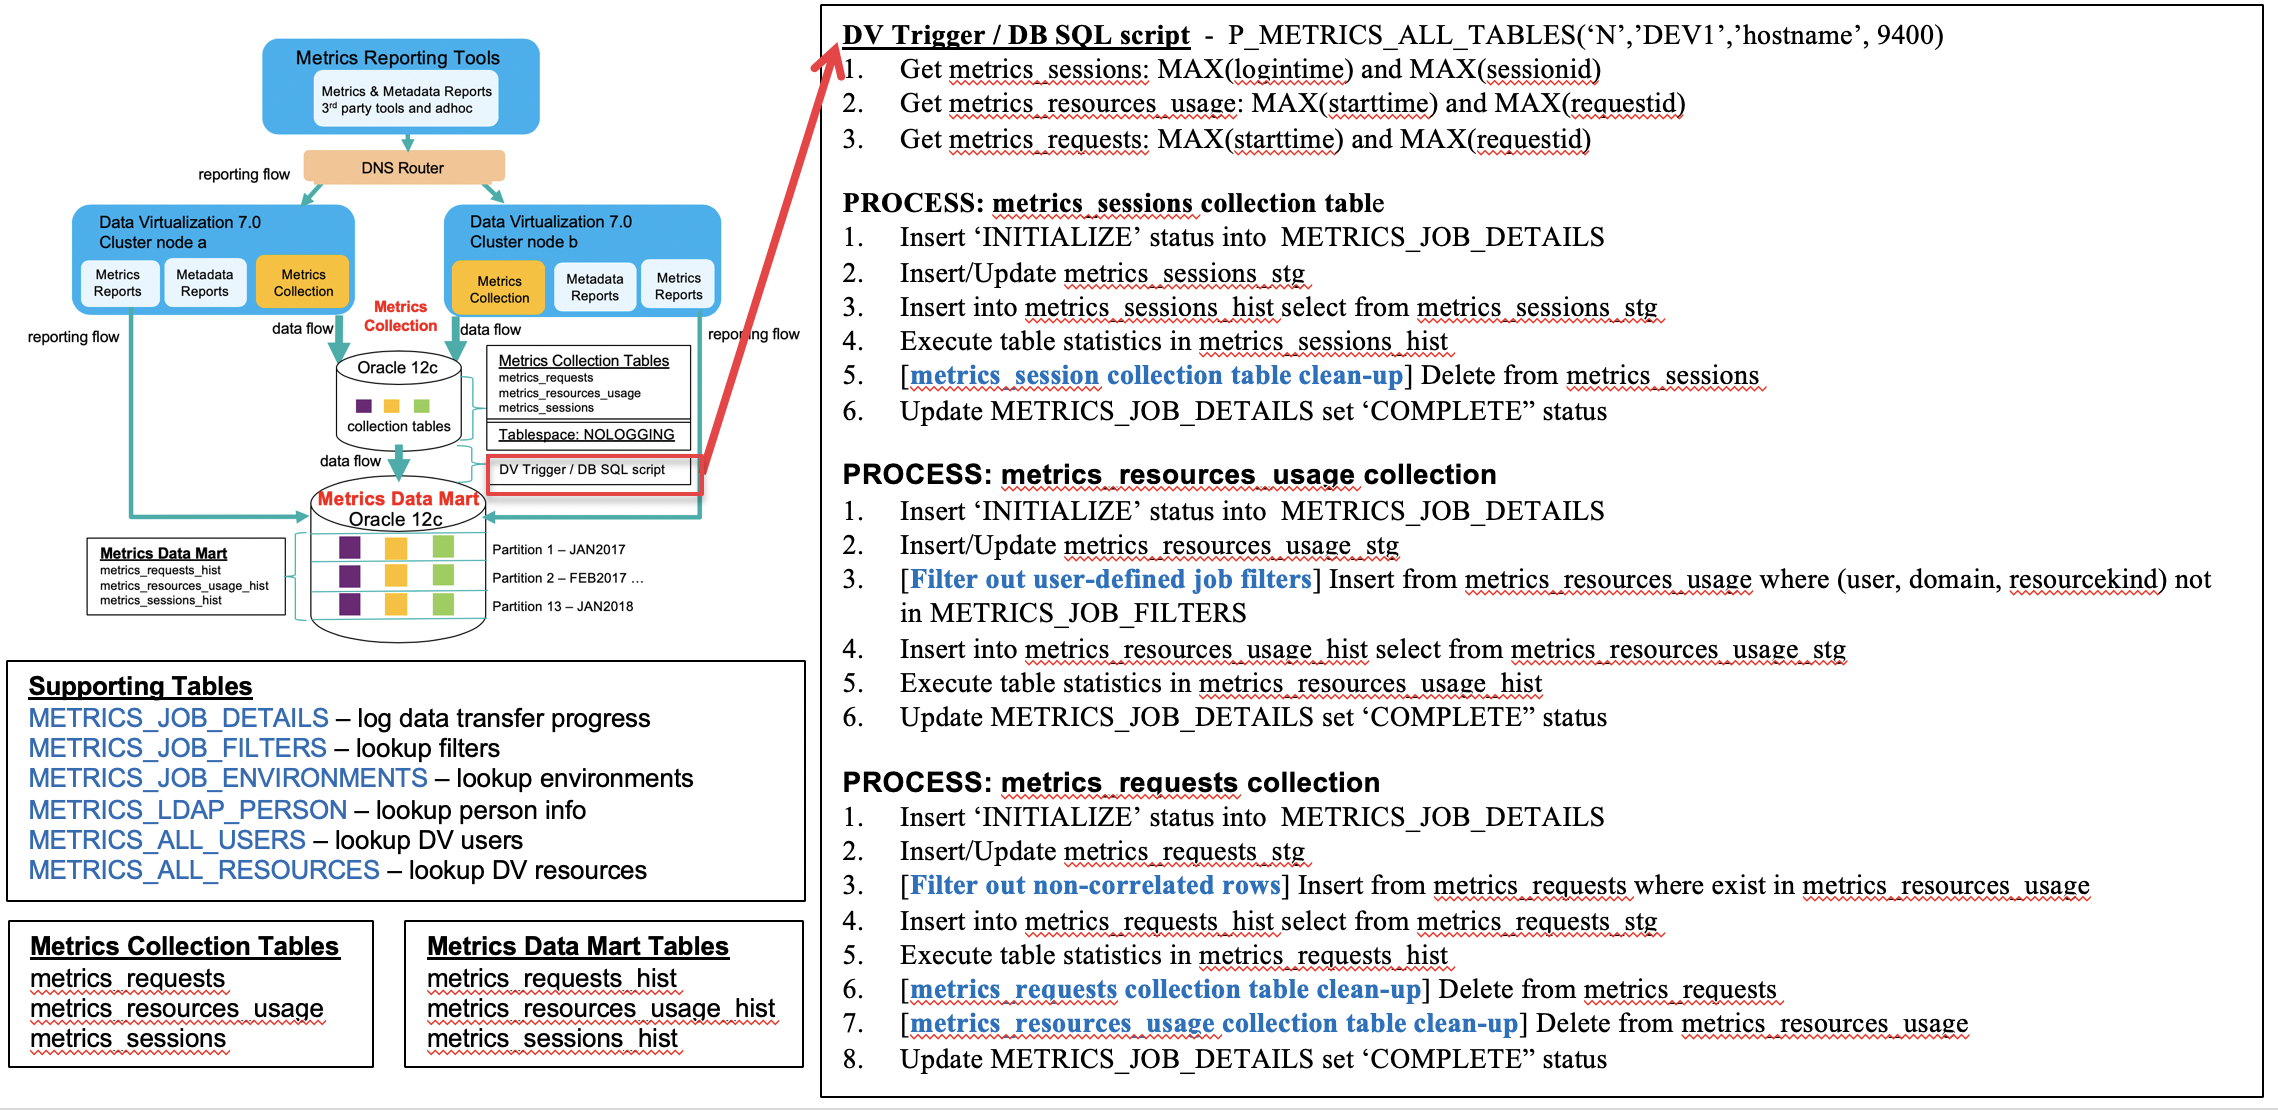 Metrics Reporting Tools
Metrics & Metadata Reports
3rd party tools and adhoc
DNS Router
reporting flow
Data Virtualization 7.0
Cluster node a
Metrics
Reports
Metadata
Reports
Metrics
Collection
Data Virtualization 7.0
Cluster node b
Metrics
Collection
Metadata
Reports
Metrics
Reports
Metrics
Collection
reporting flow
data flow
data flow
reporting flow
Oracle 12c
collection tables
Metrics Collection Tables
metrics_requests
metrics_resources_usage
metrics_sessions
Tablespace: NOLOGGING
data flow
DV Trigger / DB SQL script
Metrics Data Mart
Oracle 12c
Metrics Data Mart
metrics_requests_hist
metrics_resources_usage_hist
metrics_sessions_hist
Partition 1 – JAN2017
Partition 2 – FEB2017 ...
Partition 13 – JAN2018
Supporting Tables
METRICS_JOB_DETAILS – log data transfer progress
METRICS_JOB_FILTERS – lookup filters
METRICS_JOB_ENVIRONMENTS – lookup environments
METRICS_LDAP_PERSON – lookup person info
METRICS_ALL_USERS – lookup DV users
METRICS_ALL_RESOURCES – lookup DV resources
Metrics Collection Tables
metrics_requests
metrics_resources_usage
metrics_sessions
Metrics Data Mart Tables
metrics_requests_hist
metrics_resources_usage_hist
metrics_sessions_hist
DV Trigger / DB SQL script - P_METRICS_ALL_TABLES(‘N’,’DEV1’,’hostname’, 9400)
1. Get metrics_sessions: MAX(logintime) and MAX(sessionid)
2. Get metrics_resources_usage: MAX(starttime) and MAX(requestid)
3. Get metrics_requests: MAX(starttime) and MAX(requestid)
PROCESS: metrics_sessions collection table
1. Insert ‘INITIALIZE’ status into METRICS_JOB_DETAILS
2. Insert/Update metrics_sessions_stg
3. Insert into metrics_sessions_hist select from metrics_sessions_stg
4. Execute table statistics in metrics_sessions_hist
5. [metrics_session collection table clean-up] Delete from metrics_sessions
6. Update METRICS_JOB_DETAILS set ‘COMPLETE” status
PROCESS: metrics_resources_usage collection
1. Insert ‘INITIALIZE’ status into METRICS_JOB_DETAILS
2. Insert/Update metrics_resources_usage_stg
3. [Filter out user-defined job filters] Insert from metrics_resources_usage where (user, domain, resourcekind) not
in METRICS_JOB_FILTERS
4. Insert into metrics_resources_usage_hist select from metrics_resources_usage_stg
5. Execute table statistics in metrics_resources_usage_hist
6. Update METRICS_JOB_DETAILS set ‘COMPLETE” status
PROCESS: metrics_requests collection
1. Insert ‘INITIALIZE’ status into METRICS_JOB_DETAILS
2. Insert/Update metrics_requests_stg
3. [Filter out non-correlated rows] Insert from metrics_requests where exist in metrics_resources_usage
4. Insert into metrics_requests_hist select from metrics_requests_stg
5. Execute table statistics in metrics_requests_hist
6. [metrics_requests collection table clean-up] Delete from metrics_requests
7. [metrics_resources_usage collection table clean-up] Delete from metrics_resources_usage
8. Update METRICS_JOB_DETAILS set ‘COMPLETE” status